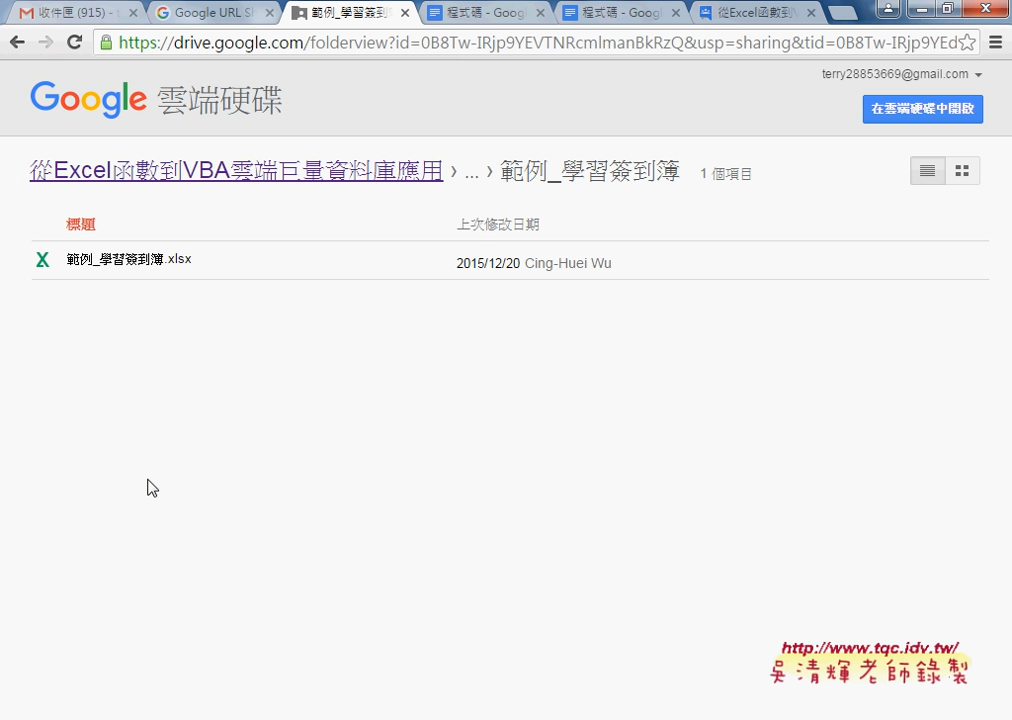 收件匣 (915) - t
Google URL Sh
範例_學習簽到
程式碼 - Goog
程式碼 - Goog
從Excel函數到V
https://drive.google.com/folderview?id=0B8Tw-IRjp9YEVTNRcmlmanBkRzQ&usp=sharing&tid=0B8Tw-IRjp9YEd
terry28853669@gmail.com
Google 雲端硬碟
在雲端硬碟中開啟
從Excel函數到VBA雲端巨量資料庫應用 › ... › 範例_學習簽到簿 1 個項目
標題 上次修改日期
範例_學習簽到簿.xlsx 2015/12/20 Cing-Huei Wu
http://www.tqc.idv.tw/
吳清輝老師錄製